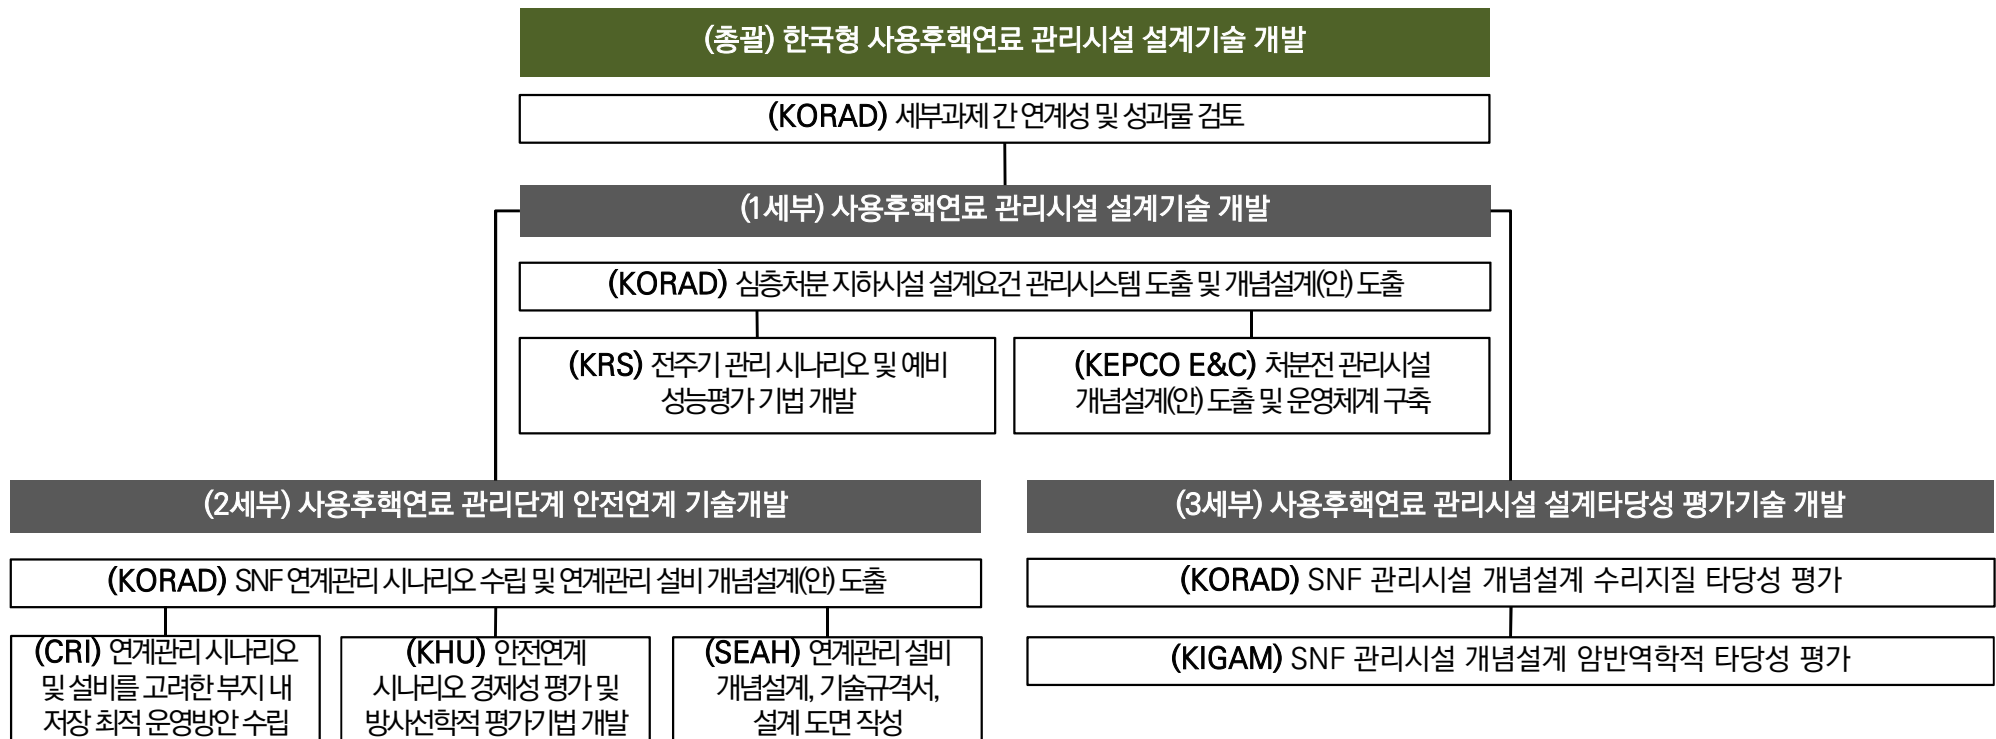 (총괄) 한국형 사용후핵연료 관리시설 설계기술 개발
(KORAD) 세부과제 간 연계성 및 성과물 검토
(1세부) 사용후핵연료 관리시설 설계기술 개발
(KORAD) 심층처분 지하시설 설계요건 관리시스템 도출 및 개념설계(안) 도출
(KRS) 전주기 관리 시나리오 및 예비
성능평가 기법 개발
(KEPCO E&C) 처분전 관리시설
개념설계(안) 도출 및 운영체계 구축
(2세부) 사용후핵연료 관리단계 안전연계 기술개발
(KORAD) SNF 연계관리 시나리오 수립 및 연계관리 설비 개념설계(안) 도출
(CRI) 연계관리 시나리오
및 설비를 고려한 부지 내
저장 최적 운영방안 수립
(KHU) 안전연계
시나리오 경제성 평가 및
방사선학적 평가기법 개발
(SEAH) 연계관리 설비
개념설계, 기술규격서,
설계 도면 작성
(3세부) 사용후핵연료 관리시설 설계타당성 평가기술 개발
(KORAD) SNF 관리시설 개념설계 수리지질 타당성 평가
(KIGAM) SNF 관리시설 개념설계 암반역학적 타당성 평가